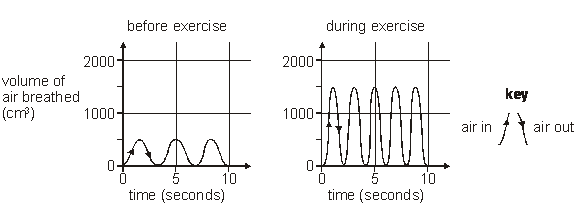 before exercise
during exercise
volume of
air breathed
(cm³)
2000
1000
0
0 5 10
time (seconds)
2000
1000
0
0 5 10
time (seconds)
key
air in
air out